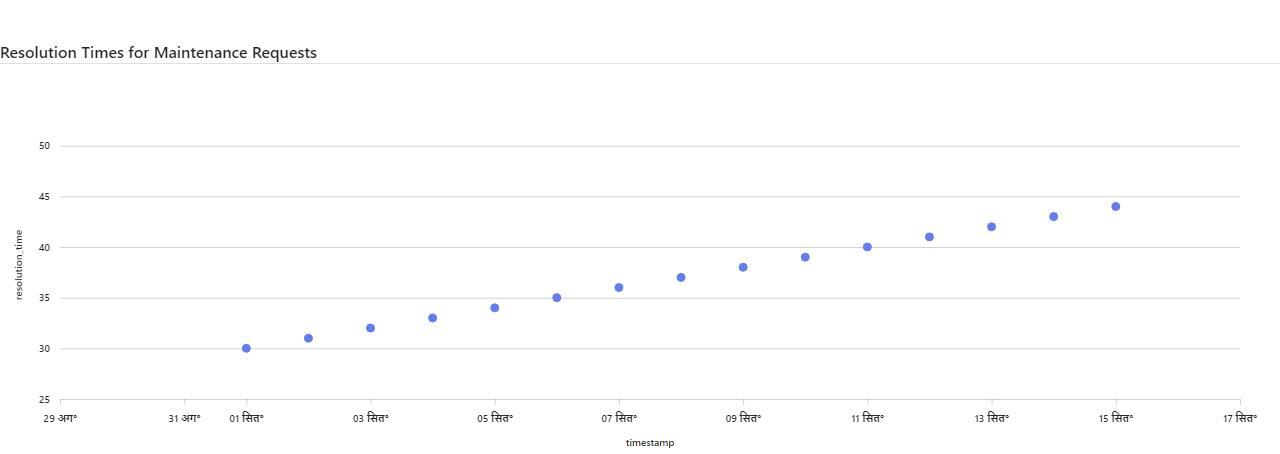 Resolution Times for Maintenance Requests
50
45
40
35
30
25
resolution_time
29 अग॰ 31 अग॰ 01 सित॰ 03 सित॰ 05 सित॰ 07 सित॰ 09 सित॰ 11 सित॰ 13 सित॰ 15 सित॰ 17 सित॰
timestamp